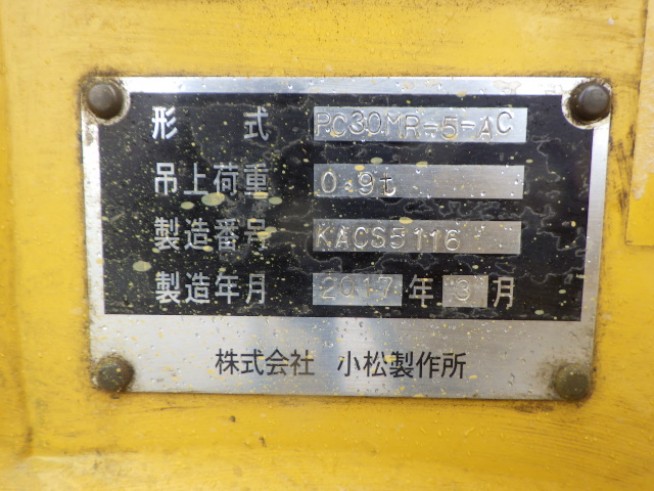 形式 PC30MR-5-AC
吊上荷重 0.9t
製造番号 KACS5116
製造年月 2017年3月
株式会社 小松製作所